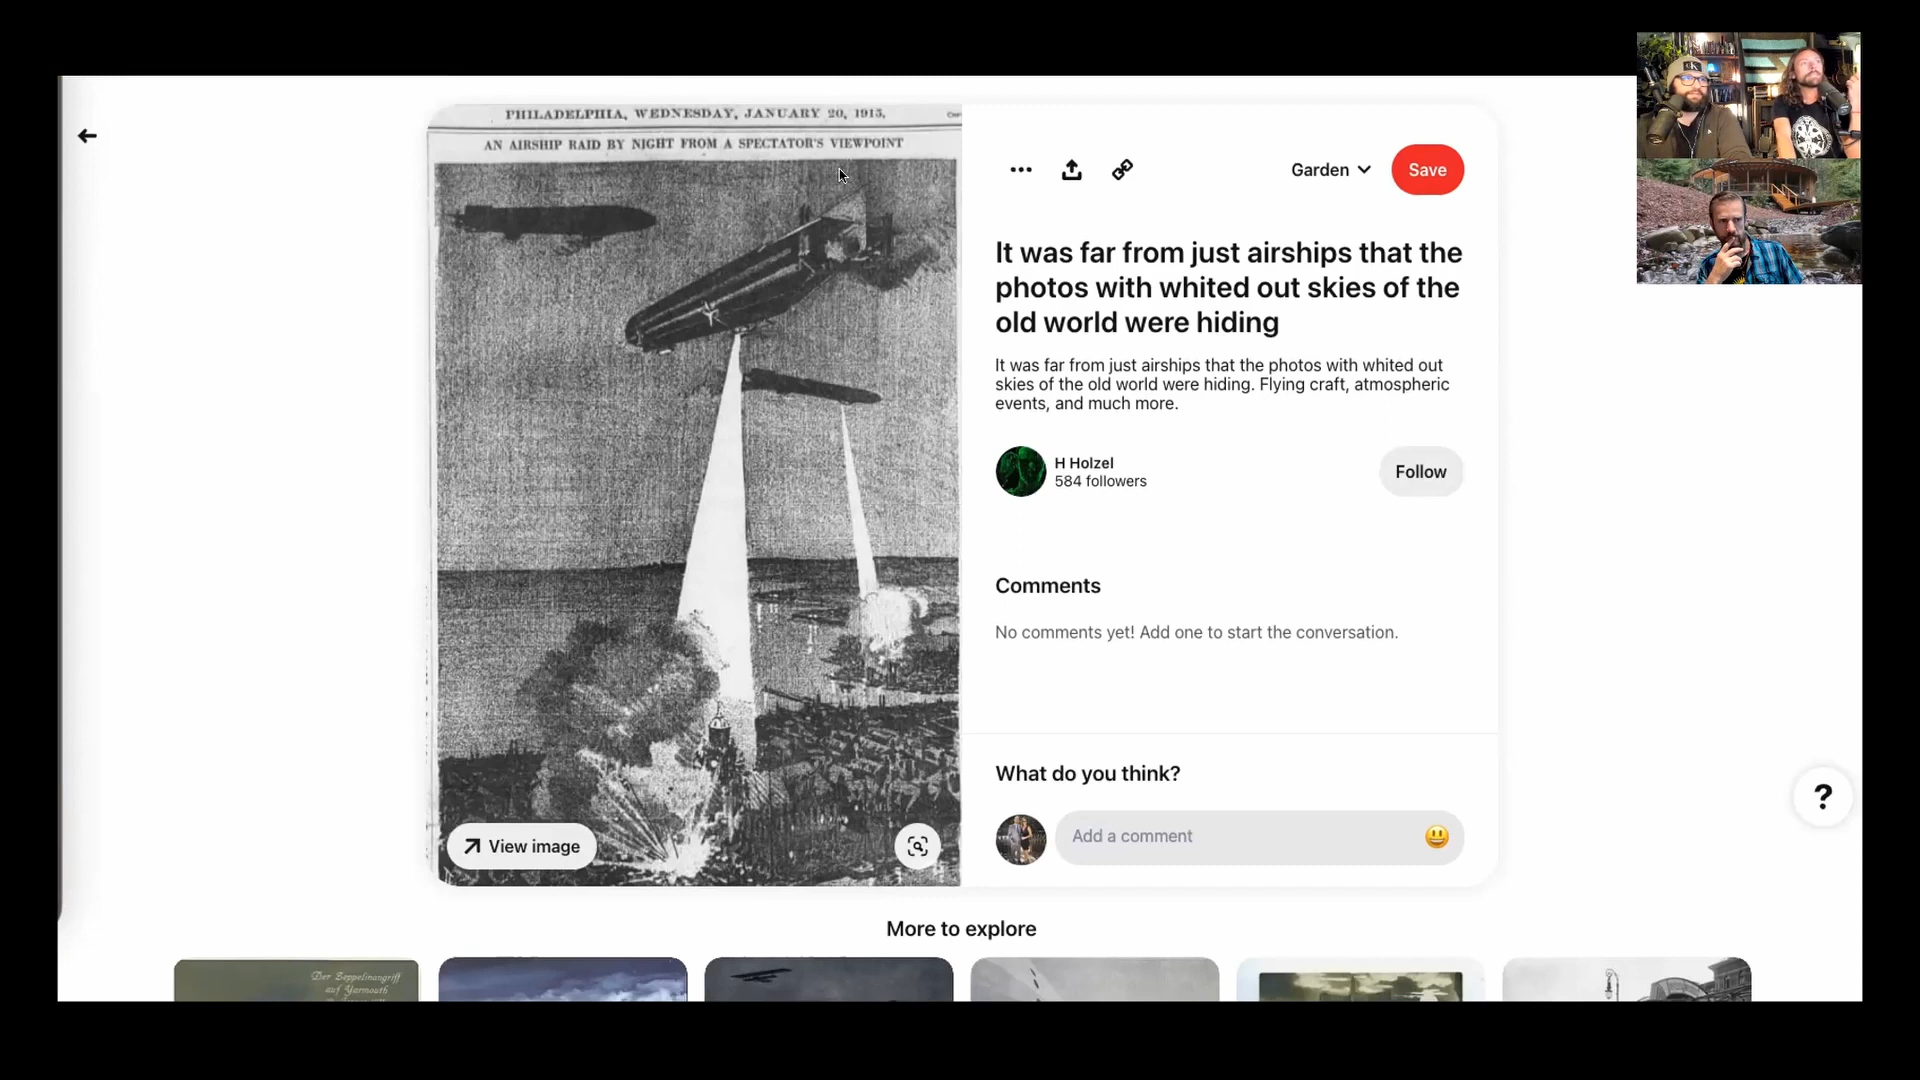 PHILADELPHIA, WEDNESDAY, JANUARY 20, 1915,
AN AIRSHIP RAID BY NIGHT FROM A SPECTATOR'S VIEWPOINT
View image
Garden
Save
It was far from just airships that the
photos with whited out skies of the
old world were hiding
It was far from just airships that the photos with whited out
skies of the old world were hiding. Flying craft, atmospheric
events, and much more.
H Holzel
584 followers
Follow
Comments
No comments yet! Add one to start the conversation.
What do you think?
Add a comment
?
More to explore
Der Zeppelinangriff
auf Yarmouth